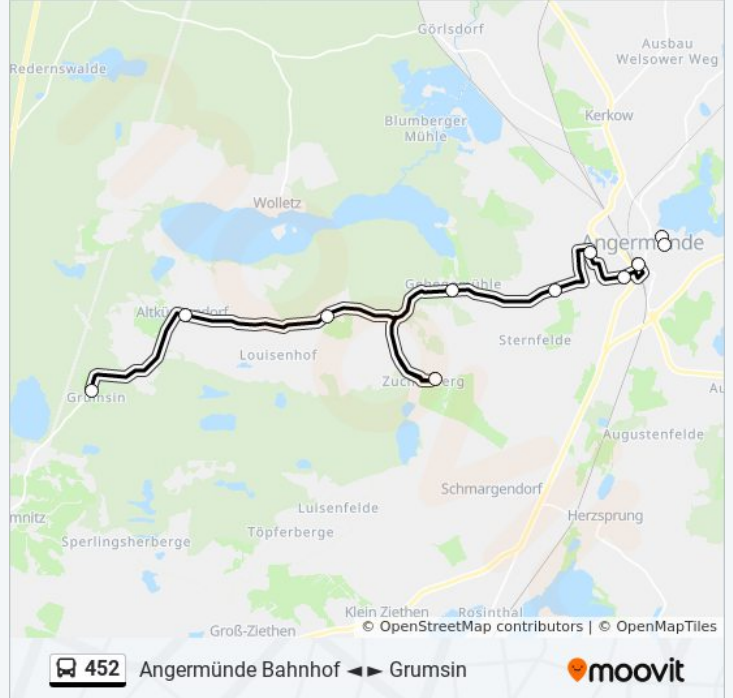 Görlsdorf
Ausbau
Welsower Weg
Redernswalde
Kerkow
Blumberger
Mühle
Wolletz
Angermünde
Altkünkendorf
Louisenhof
Sternfelde
Zuchenberg
Grumsin
Augustenfelde
Schmargendorf
Luisenfelde
Herzsprung
mnitz
Töpferberge
Sperlingsherberge
Klein Ziethen
Rosinthal
Groß-Ziethen
© OpenStreetMap contributors | © OpenMapTiles
452 Angermünde Bahnhof ◄ ► Grumsin
moovit